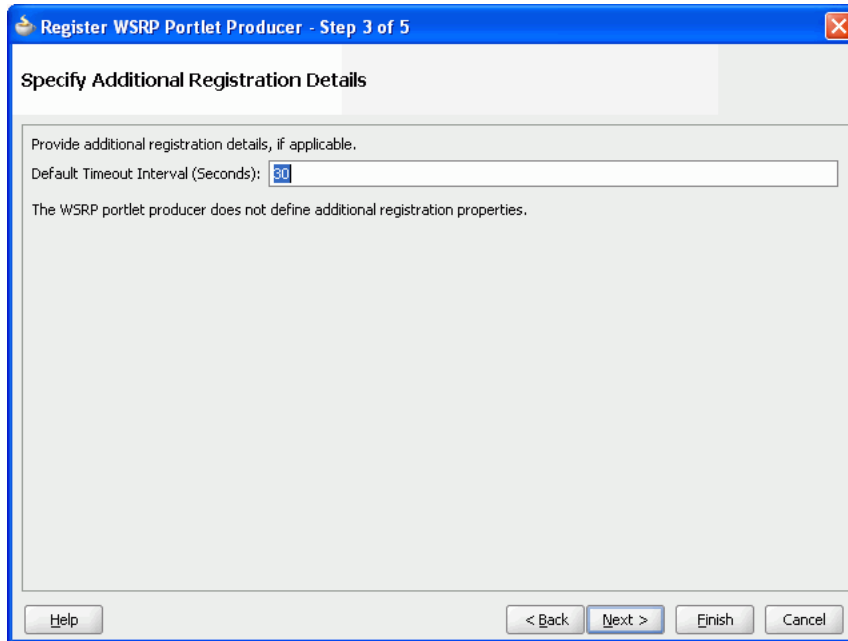 Register WSRP Portlet Producer - Step 3 of 5
Specify Additional Registration Details
Provide additional registration details, if applicable.
Default Timeout Interval (Seconds): 30
The WSRP portlet producer does not define additional registration properties.
Help < Back Next > Finish Cancel